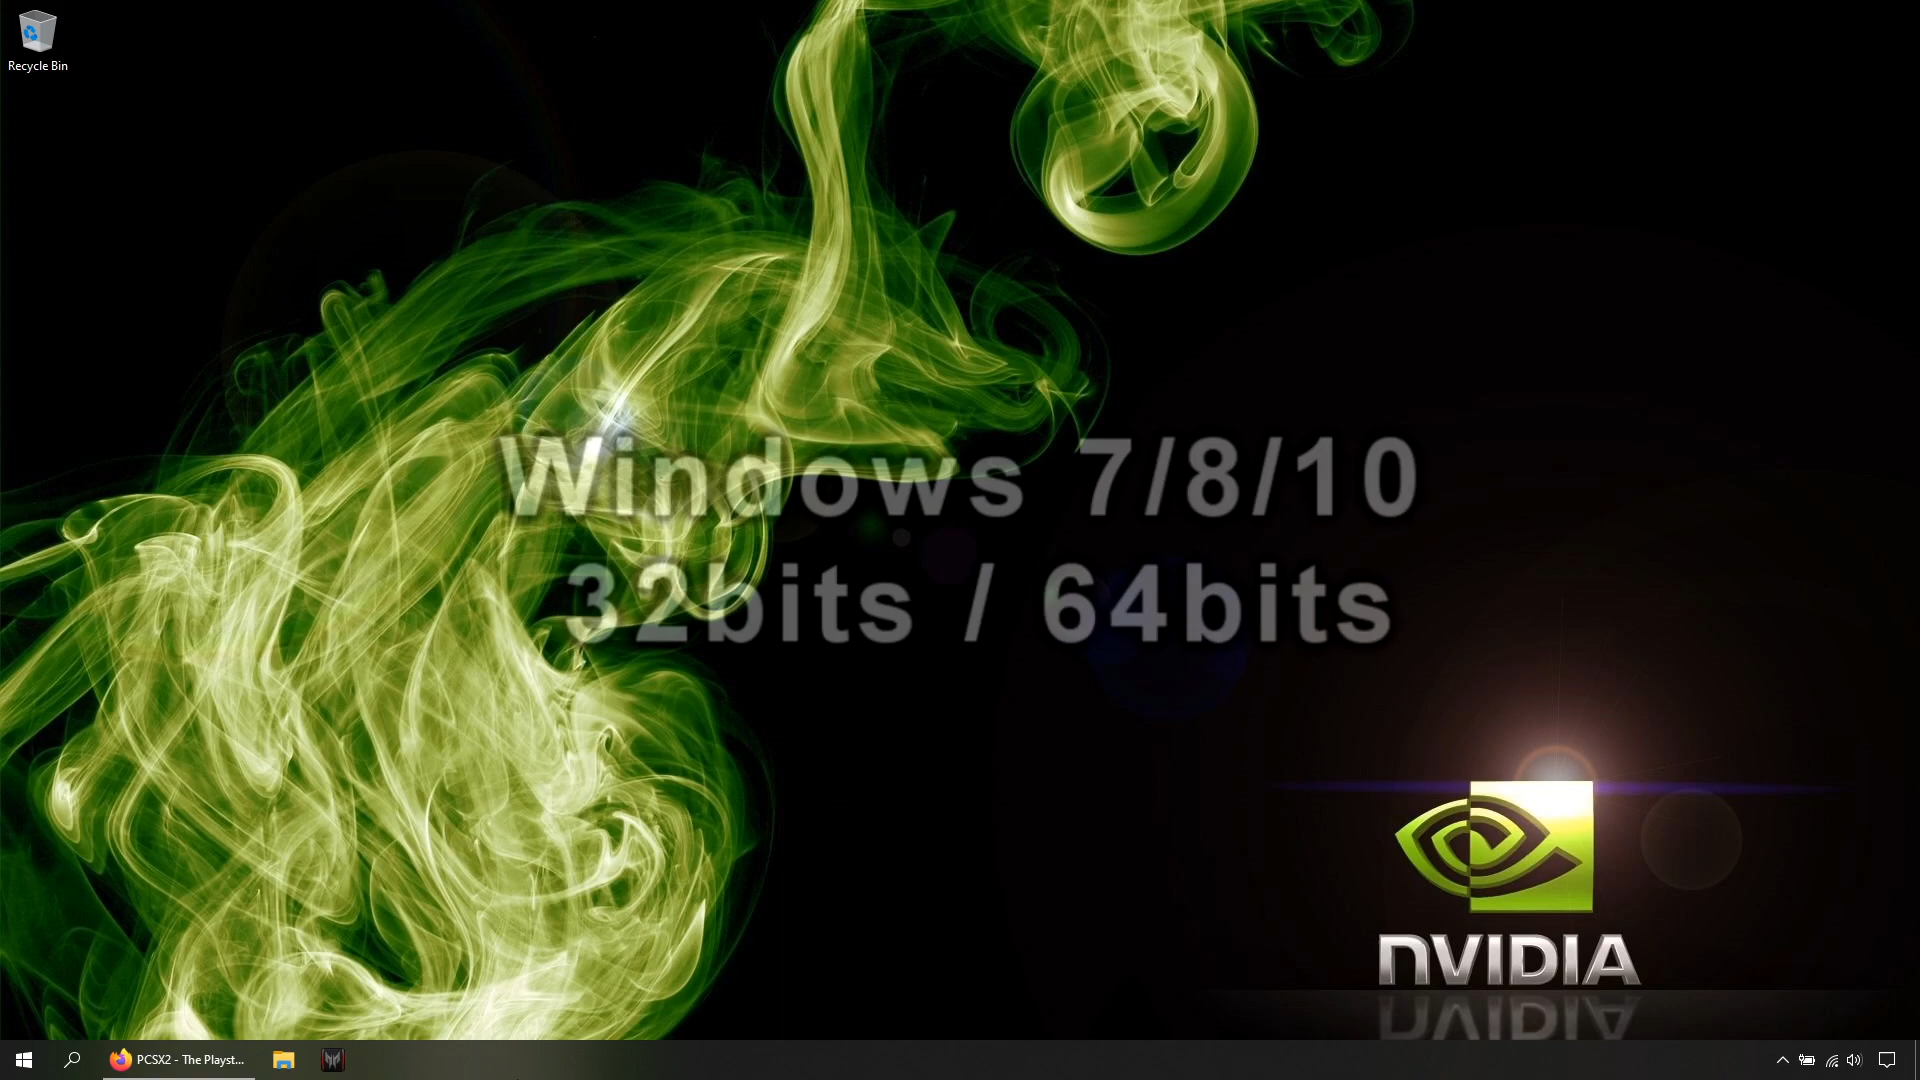 Recycle Bin
Windows 7/8/10
32bits / 64bits
NVIDIA
PCSX2 - The Playst...